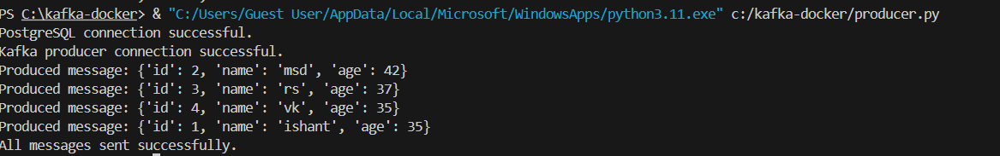 PS C:\kafka-docker> & "C:/Users/Guest User/AppData/Local/Microsoft/WindowsApps/python3.11.exe" c:/kafka-docker/producer.py
PostgreSQL connection successful.
Kafka producer connection successful.
Produced message: {'id': 2, 'name': 'msd', 'age': 42}
Produced message: {'id': 3, 'name': 'rs', 'age': 37}
Produced message: {'id': 4, 'name': 'vk', 'age': 35}
Produced message: {'id': 1, 'name': 'ishant', 'age': 35}
All messages sent successfully.